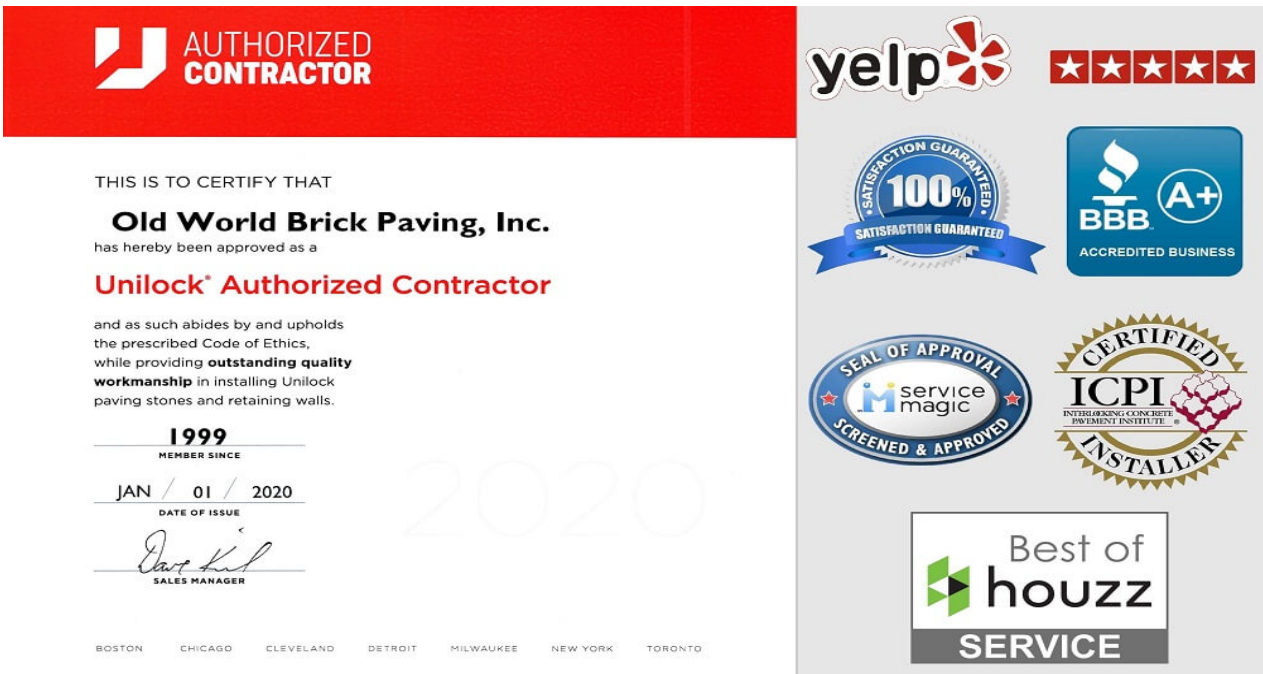 AUTHORIZED
CONTRACTOR
THIS IS TO CERTIFY THAT
Old World Brick Paving, Inc.
has hereby been approved as a
Unilock® Authorized Contractor
and as such abides by and upholds
the prescribed Code of Ethics,
while providing outstanding quality
workmanship in installing Unilock
paving stones and retaining walls.
1999
MEMBER SINCE
JAN / 01 / 2020
DATE OF ISSUE
SALES MANAGER
2020
BOSTON CHICAGO CLEVELAND DETROIT MILWAUKEE NEW YORK TORONTO
yelp
SATISFACTION GUARANTEED
100%
SATISFACTION GUARANTEED
BBB
A+
ACCREDITED BUSINESS
SEAL OF APPROVAL
service
magic
SCREENED & APPROVED
CERTIFIED
ICPI
INTERLOCKING CONCRETE
PAVEMENT INSTITUTE ®
INSTALLER
Best of
houzz
SERVICE